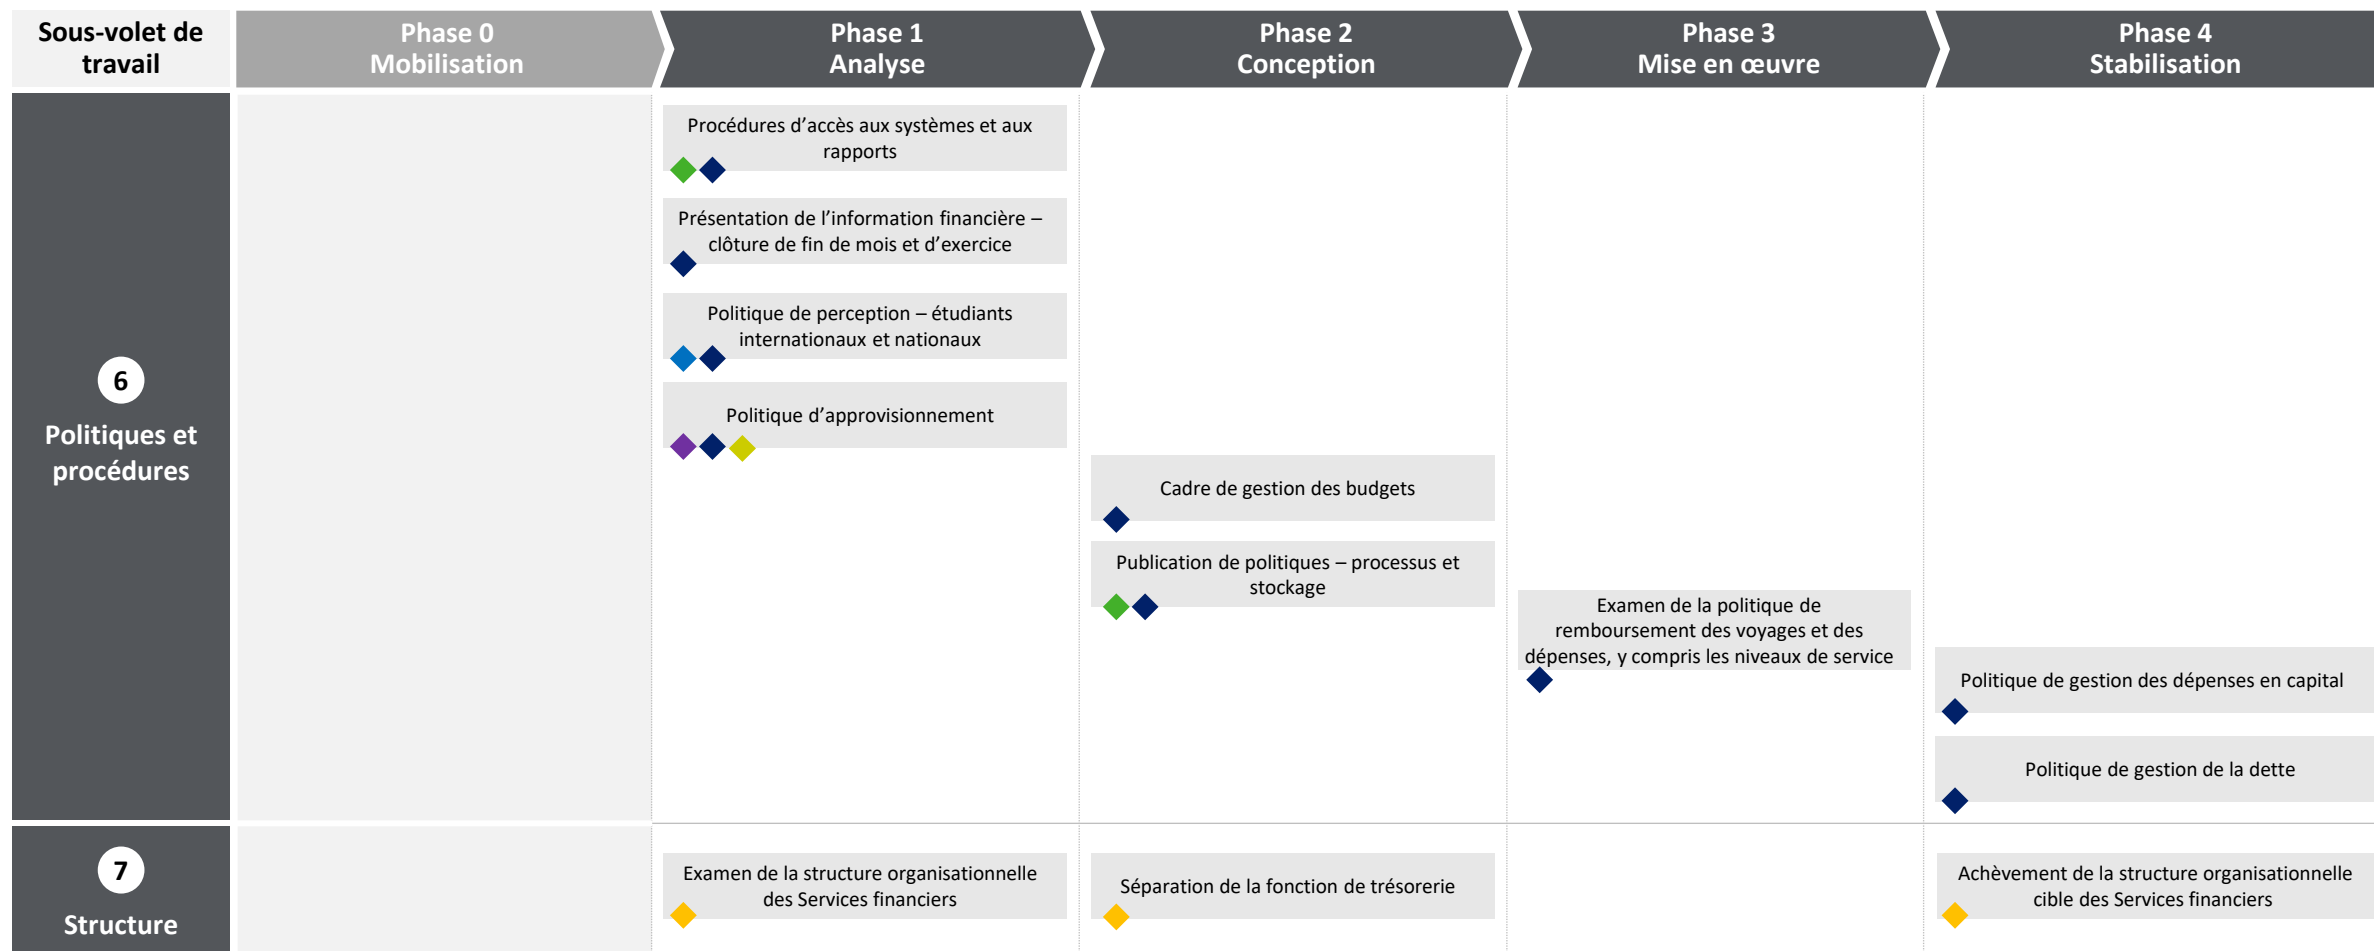 Sous-volet de
travail
Phase 0
Mobilisation
Phase 1
Analyse
Phase 2
Conception
Phase 3
Mise en œuvre
Phase 4
Stabilisation
6
Politiques et
procédures
Procédures d’accès aux systèmes et aux
rapports
Présentation de l’information financière –
clôture de fin de mois et d’exercice
Politique de perception – étudiants
internationaux et nationaux
Politique d’approvisionnement
Cadre de gestion des budgets
Publication de politiques – processus et
stockage
Examen de la politique de
remboursement des voyages et des
dépenses, y compris les niveaux de service
Politique de gestion des dépenses en capital
Politique de gestion de la dette
7
Structure
Examen de la structure organisationnelle
des Services financiers
Séparation de la fonction de trésorerie
Achèvement de la structure organisationnelle
cible des Services financiers